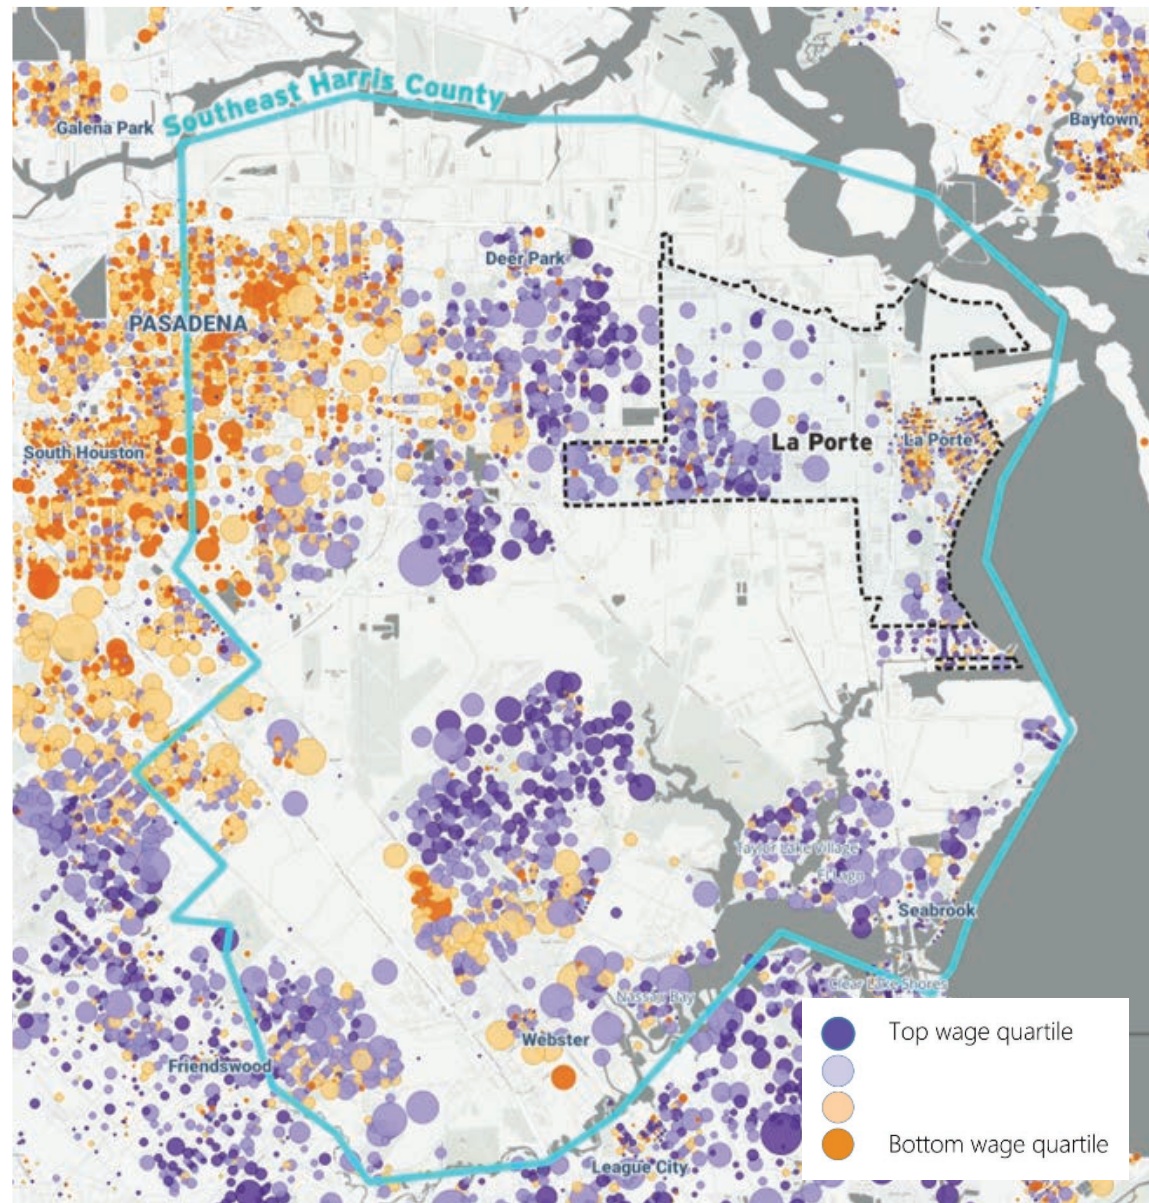 Southeast Harris County
Galena Park
Baytown
Deer Park
PASADENA
La Porte
La Porte
South Houston
Taylor Lake Village
El Lago
Seabrook
Clear Lake Shores
Nassau Bay
Webster
Friendswood
League City
Top wage quartile
Bottom wage quartile